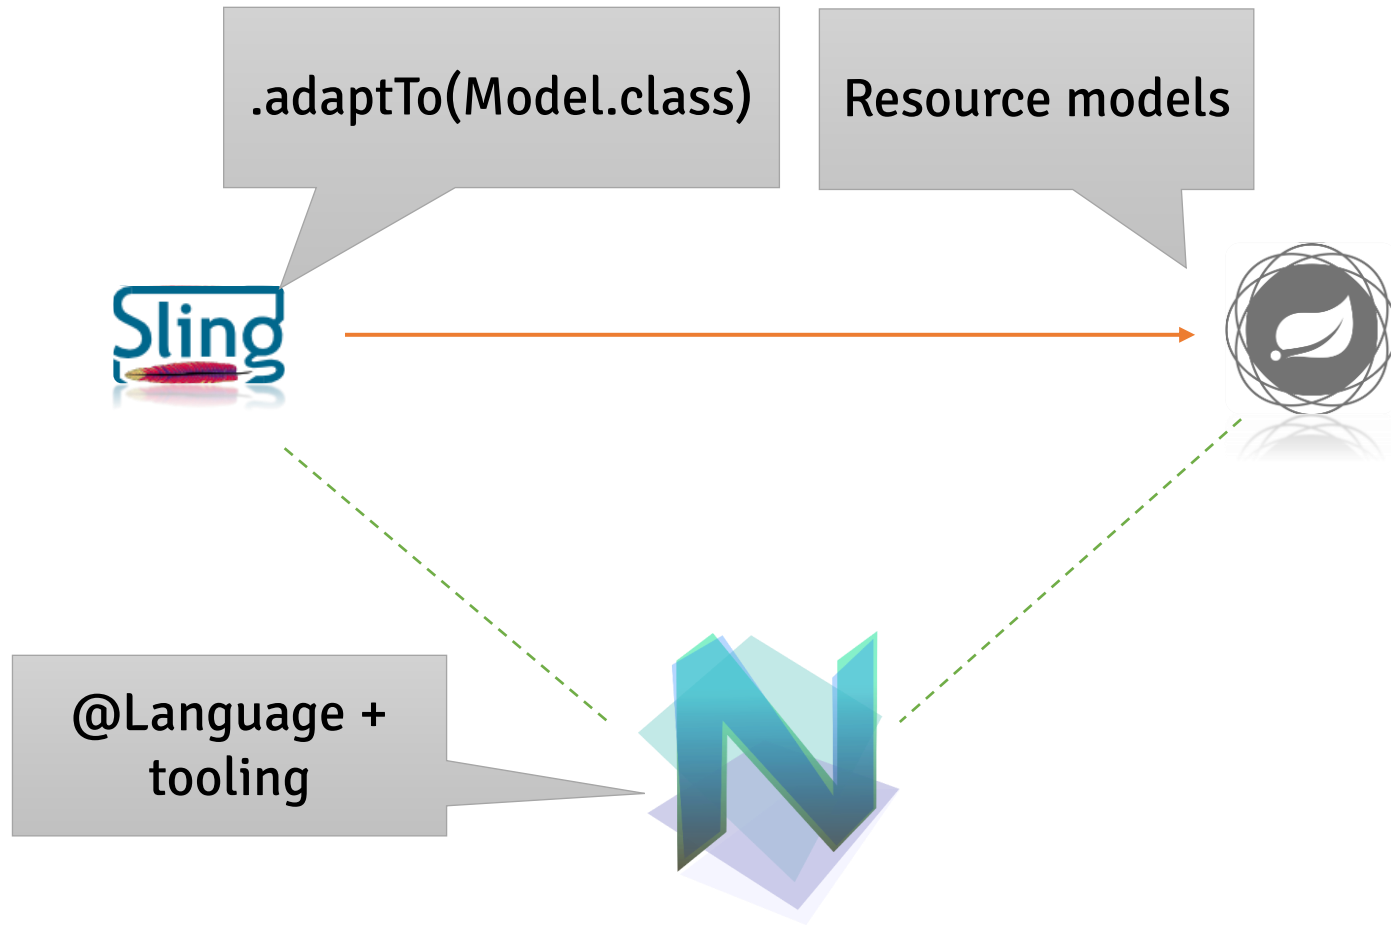 .adaptTo(Model.class)
Resource models
Sling
@Language +
tooling
N